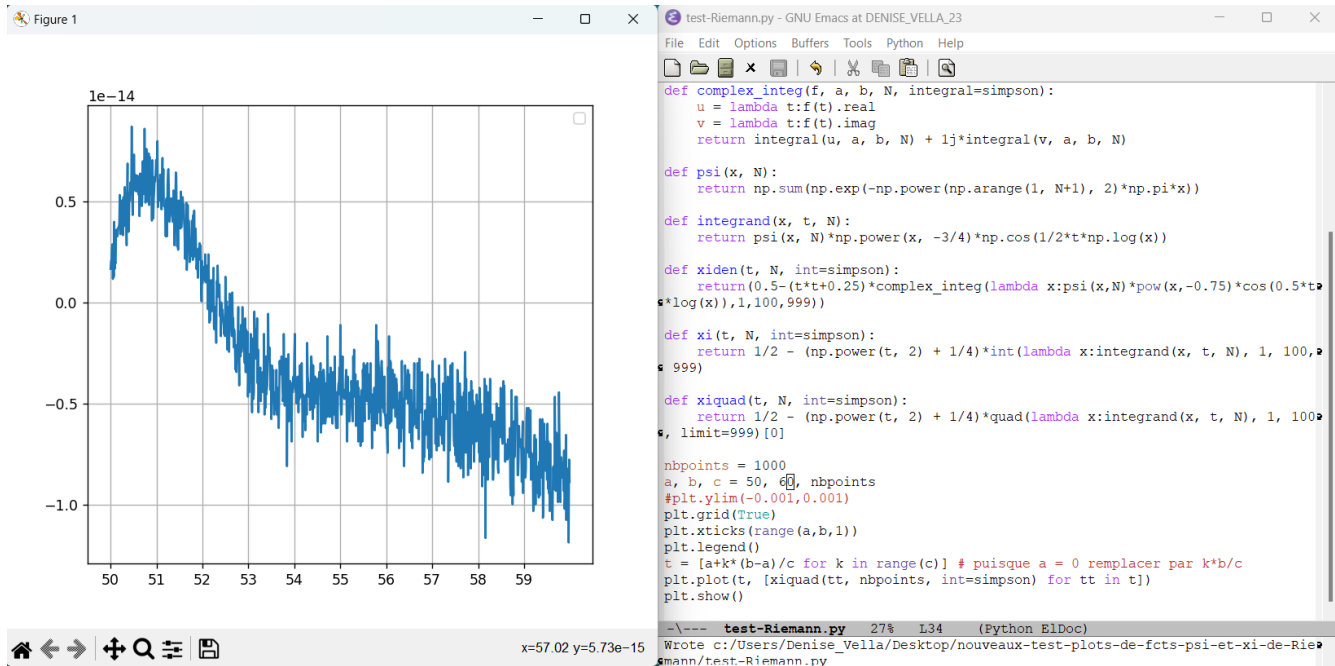 Figure 1
1e−14
0.5
0.0
−0.5
−1.0
50 51 52 53 54 55 56 57 58 59
x=57.02 y=5.73e−15
test-Riemann.py - GNU Emacs at DENISE_VELLA_23
File Edit Options Buffers Tools Python Help
def complex_integ(f, a, b, N, integral=simpson):
    u = lambda t:f(t).real
    v = lambda t:f(t).imag
    return integral(u, a, b, N) + 1j*integral(v, a, b, N)
def psi(x, N):
    return np.sum(np.exp(-np.power(np.arange(1, N+1), 2)*np.pi*x))
def integrand(x, t, N):
    return psi(x, N)*np.power(x, -3/4)*np.cos(1/2*t*np.log(x))
def xiden(t, N, int=simpson):
    return(0.5-(t*t+0.25)*complex_integ(lambda x:psi(x,N)*pow(x,-0.75)*cos(0.5*t
*log(x)),1,100,999))
def xi(t, N, int=simpson):
    return 1/2 - (np.power(t, 2) + 1/4)*int(lambda x:integrand(x, t, N), 1, 100,
 999)
def xiquad(t, N, int=simpson):
    return 1/2 - (np.power(t, 2) + 1/4)*quad(lambda x:integrand(x, t, N), 1, 100
, limit=999)[0]
nbpoints = 1000
a, b, c = 50, 60, nbpoints
#plt.ylim(-0.001,0.001)
plt.grid(True)
plt.xticks(range(a,b,1))
plt.legend()
t = [a+k*(b-a)/c for k in range(c)] # puisque a = 0 remplacer par k*b/c
plt.plot(t, [xiquad(tt, nbpoints, int=simpson) for tt in t])
plt.show()
-\--- test-Riemann.py 27% L34 (Python ElDoc)
Wrote c:/Users/Denise_Vella/Desktop/nouveaux-test-plots-de-fcts-psi-et-xi-de-Rie
mann/test-Riemann.py